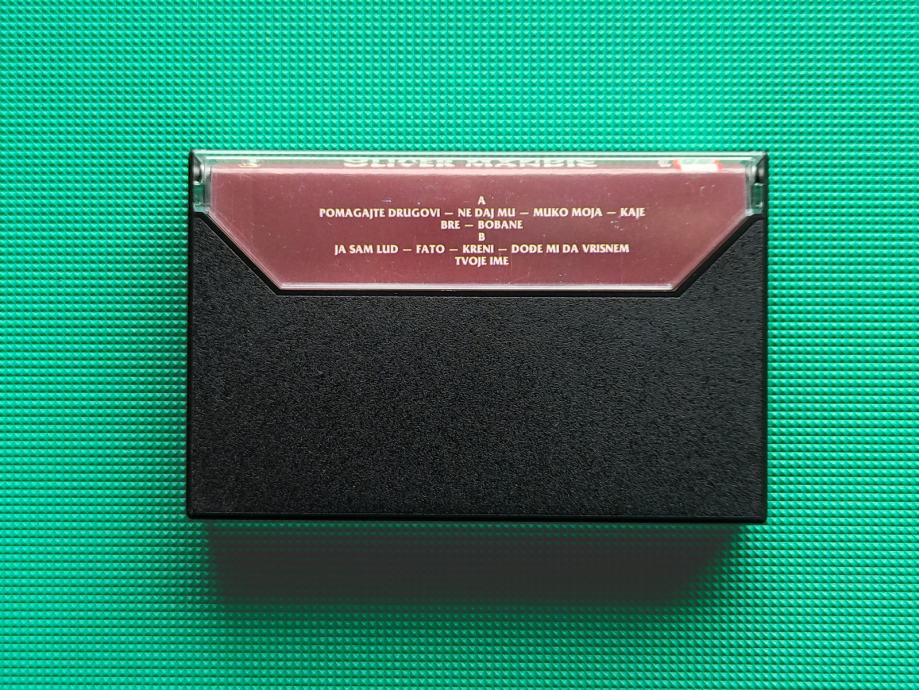 A
POMAGAJTE DRUGOVI — NE DAJ MU — MUKO MOJA — KAJE
BRE — BOBANE
B
JA SAM LUD — FATO — KRENI — DOĐE MI DA VRISNEM
TVOJE IME